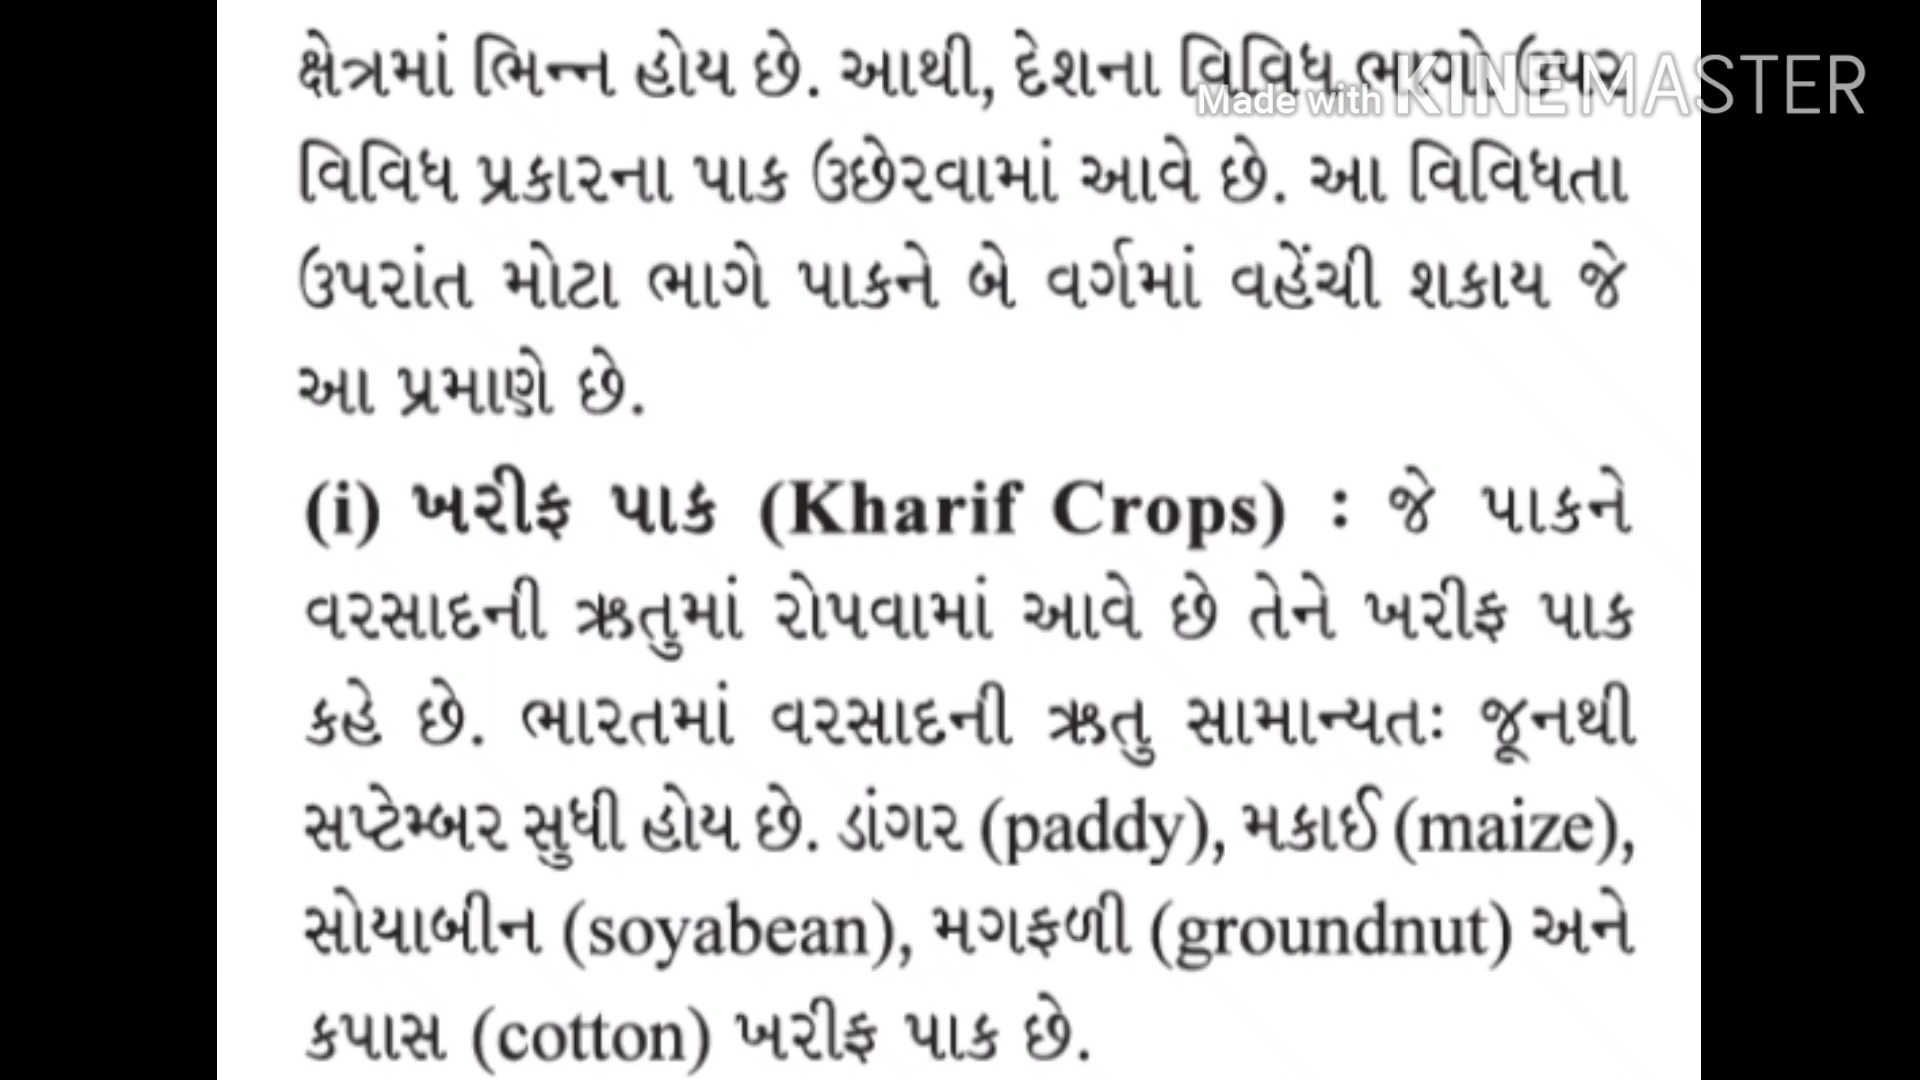 ક્ષેત્રમાં ભિન્ન હોય છે. આથી, દેશના વિવિધ ભાગો ઉપર
Made with KINEMASTER
વિવિધ પ્રકારના પાક ઉછેરવામાં આવે છે. આ વિવિધતા
ઉપરાંત મોટા ભાગે પાકને બે વર્ગમાં વહેંચી શકાય જે
આ પ્રમાણે છે.
(i) ખરીફ પાક (Kharif Crops) : જે પાકને
વરસાદની ઋતુમાં રોપવામાં આવે છે તેને ખરીફ પાક
કહે છે. ભારતમાં વરસાદની ઋતુ સામાન્યતઃ જૂનથી
સપ્ટેમ્બર સુધી હોય છે. ડાંગર (paddy), મકાઈ (maize),
સોયાબીન (soyabean), મગફળી (groundnut) અને
કપાસ (cotton) ખરીફ પાક છે.